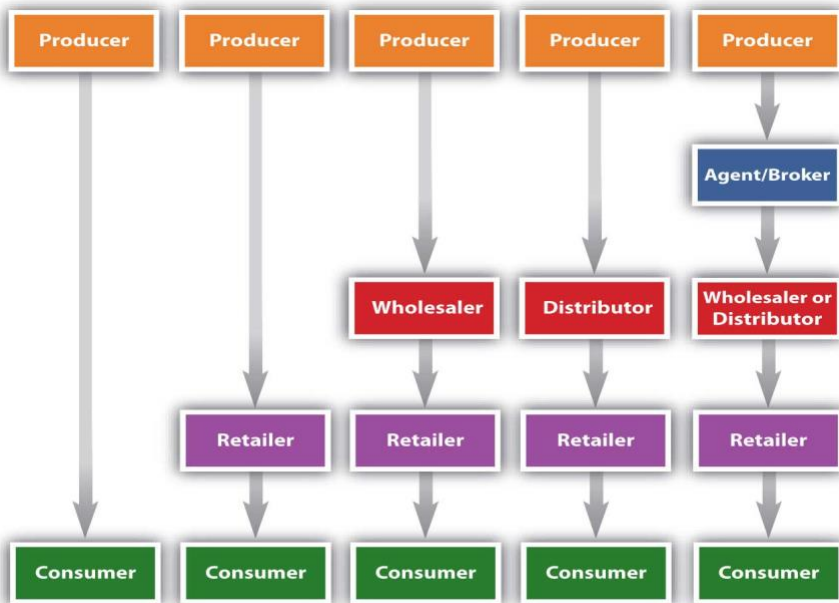 Producer
Producer
Producer
Producer
Producer
Agent/Broker
Wholesaler
Distributor
Wholesaler or
Distributor
Retailer
Retailer
Retailer
Retailer
Consumer
Consumer
Consumer
Consumer
Consumer